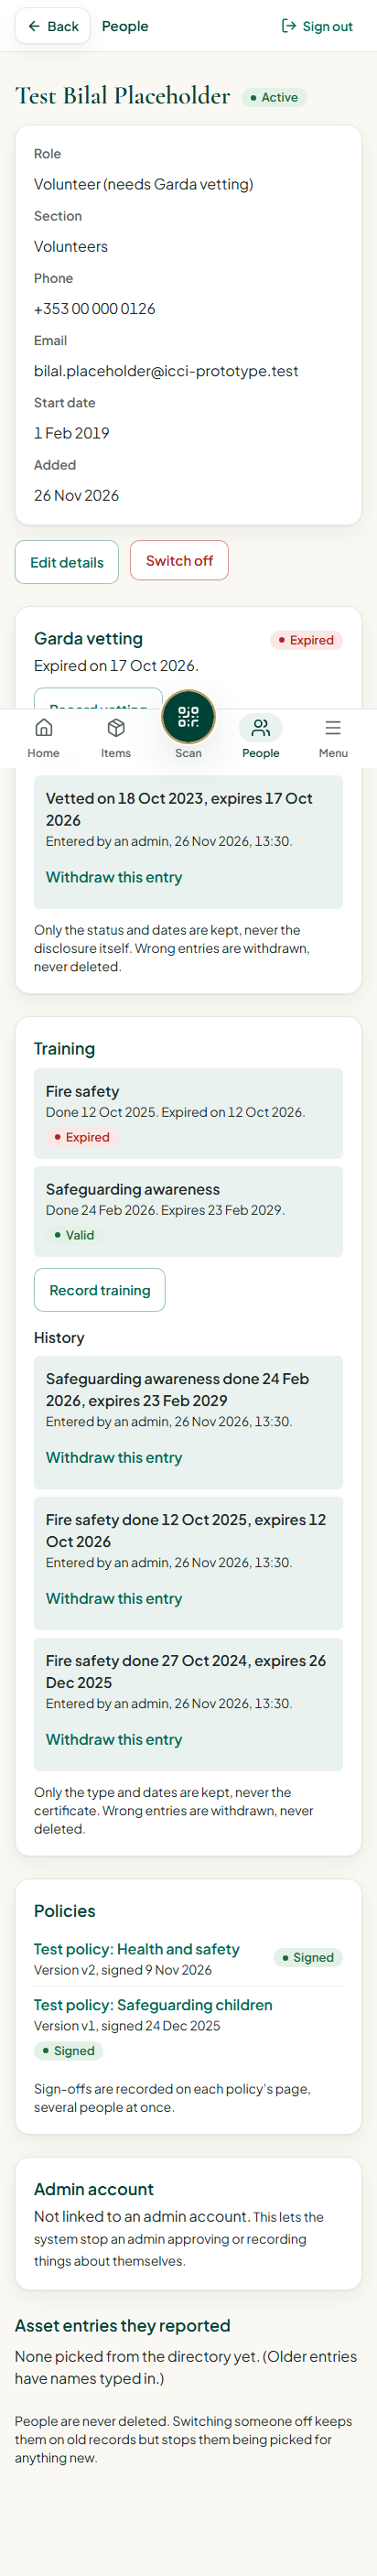 Back
People
Sign out
Test Bilal Placeholder
Active
Role
Volunteer (needs Garda vetting)
Section
Volunteers
Phone
+353 00 000 0126
Email
bilal.placeholder@icci-prototype.test
Start date
1 Feb 2019
Added
26 Nov 2026
Edit details
Switch off
Garda vetting
Expired
Expired on 17 Oct 2026.
Record vetting
Home
Items
Scan
People
Menu
Vetted on 18 Oct 2023, expires 17 Oct
2026
Entered by an admin, 26 Nov 2026, 13:30.
Withdraw this entry
Only the status and dates are kept, never the
disclosure itself. Wrong entries are withdrawn,
never deleted.
Training
Fire safety
Done 12 Oct 2025. Expired on 12 Oct 2026.
Expired
Safeguarding awareness
Done 24 Feb 2026. Expires 23 Feb 2029.
Valid
Record training
History
Safeguarding awareness done 24 Feb
2026, expires 23 Feb 2029
Entered by an admin, 26 Nov 2026, 13:30.
Withdraw this entry
Fire safety done 12 Oct 2025, expires 12
Oct 2026
Entered by an admin, 26 Nov 2026, 13:30.
Withdraw this entry
Fire safety done 27 Oct 2024, expires 26
Dec 2025
Entered by an admin, 26 Nov 2026, 13:30.
Withdraw this entry
Only the type and dates are kept, never the
certificate. Wrong entries are withdrawn, never
deleted.
Policies
Test policy: Health and safety
Version v2, signed 9 Nov 2026
Signed
Test policy: Safeguarding children
Version v1, signed 24 Dec 2025
Signed
Sign-offs are recorded on each policy's page,
several people at once.
Admin account
Not linked to an admin account. This lets the
system stop an admin approving or recording
things about themselves.
Asset entries they reported
None picked from the directory yet. (Older entries
have names typed in.)
People are never deleted. Switching someone off keeps
them on old records but stops them being picked for
anything new.